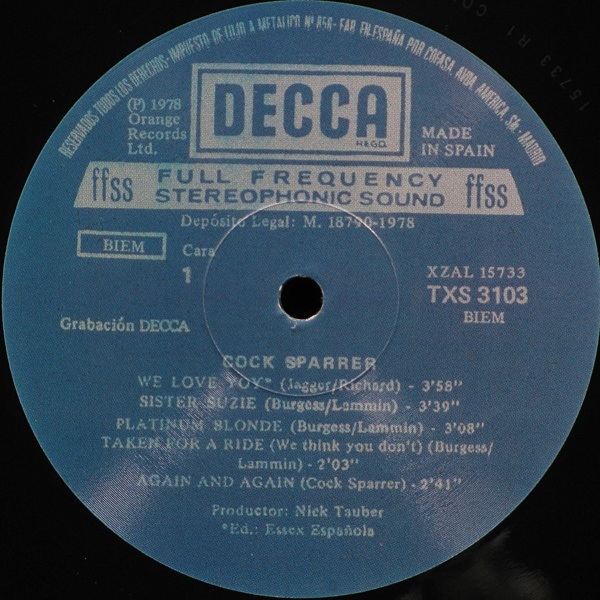 RESERVADOS TODOS LOS DERECHOS-IMPUESTO DE LUJO A METALICO Nº 856- FAB. EN ESPAÑA POR COFASA, AVDA. AMERICA, S/n.- MADRID
(P) 1978
Orange
Records
Ltd.
DECCA
MADE
IN SPAIN
ffss
FULL FREQUENCY
STEREOPHONIC SOUND
ffss
Depósito Legal: M. 18790-1978
BIEM
Cara
1
XZAL 15733
TXS 3103
BIEM
Grabación DECCA
COCK SPARRER
WE LOVE YOY* (Jagger/Richard) - 3'58"
SISTER SUZIE (Burgess/Lammin) - 3'39"
PLATINUM BLONDE (Burgess/Lammin) - 3'08"
TAKEN FOR A RIDE (We think you don't) (Burgess/
Lammin) - 2'03"
AGAIN AND AGAIN (Cock Sparrer) - 2'41"
Productor: Nick Tauber
*Ed.: Essex Española
15733 R1